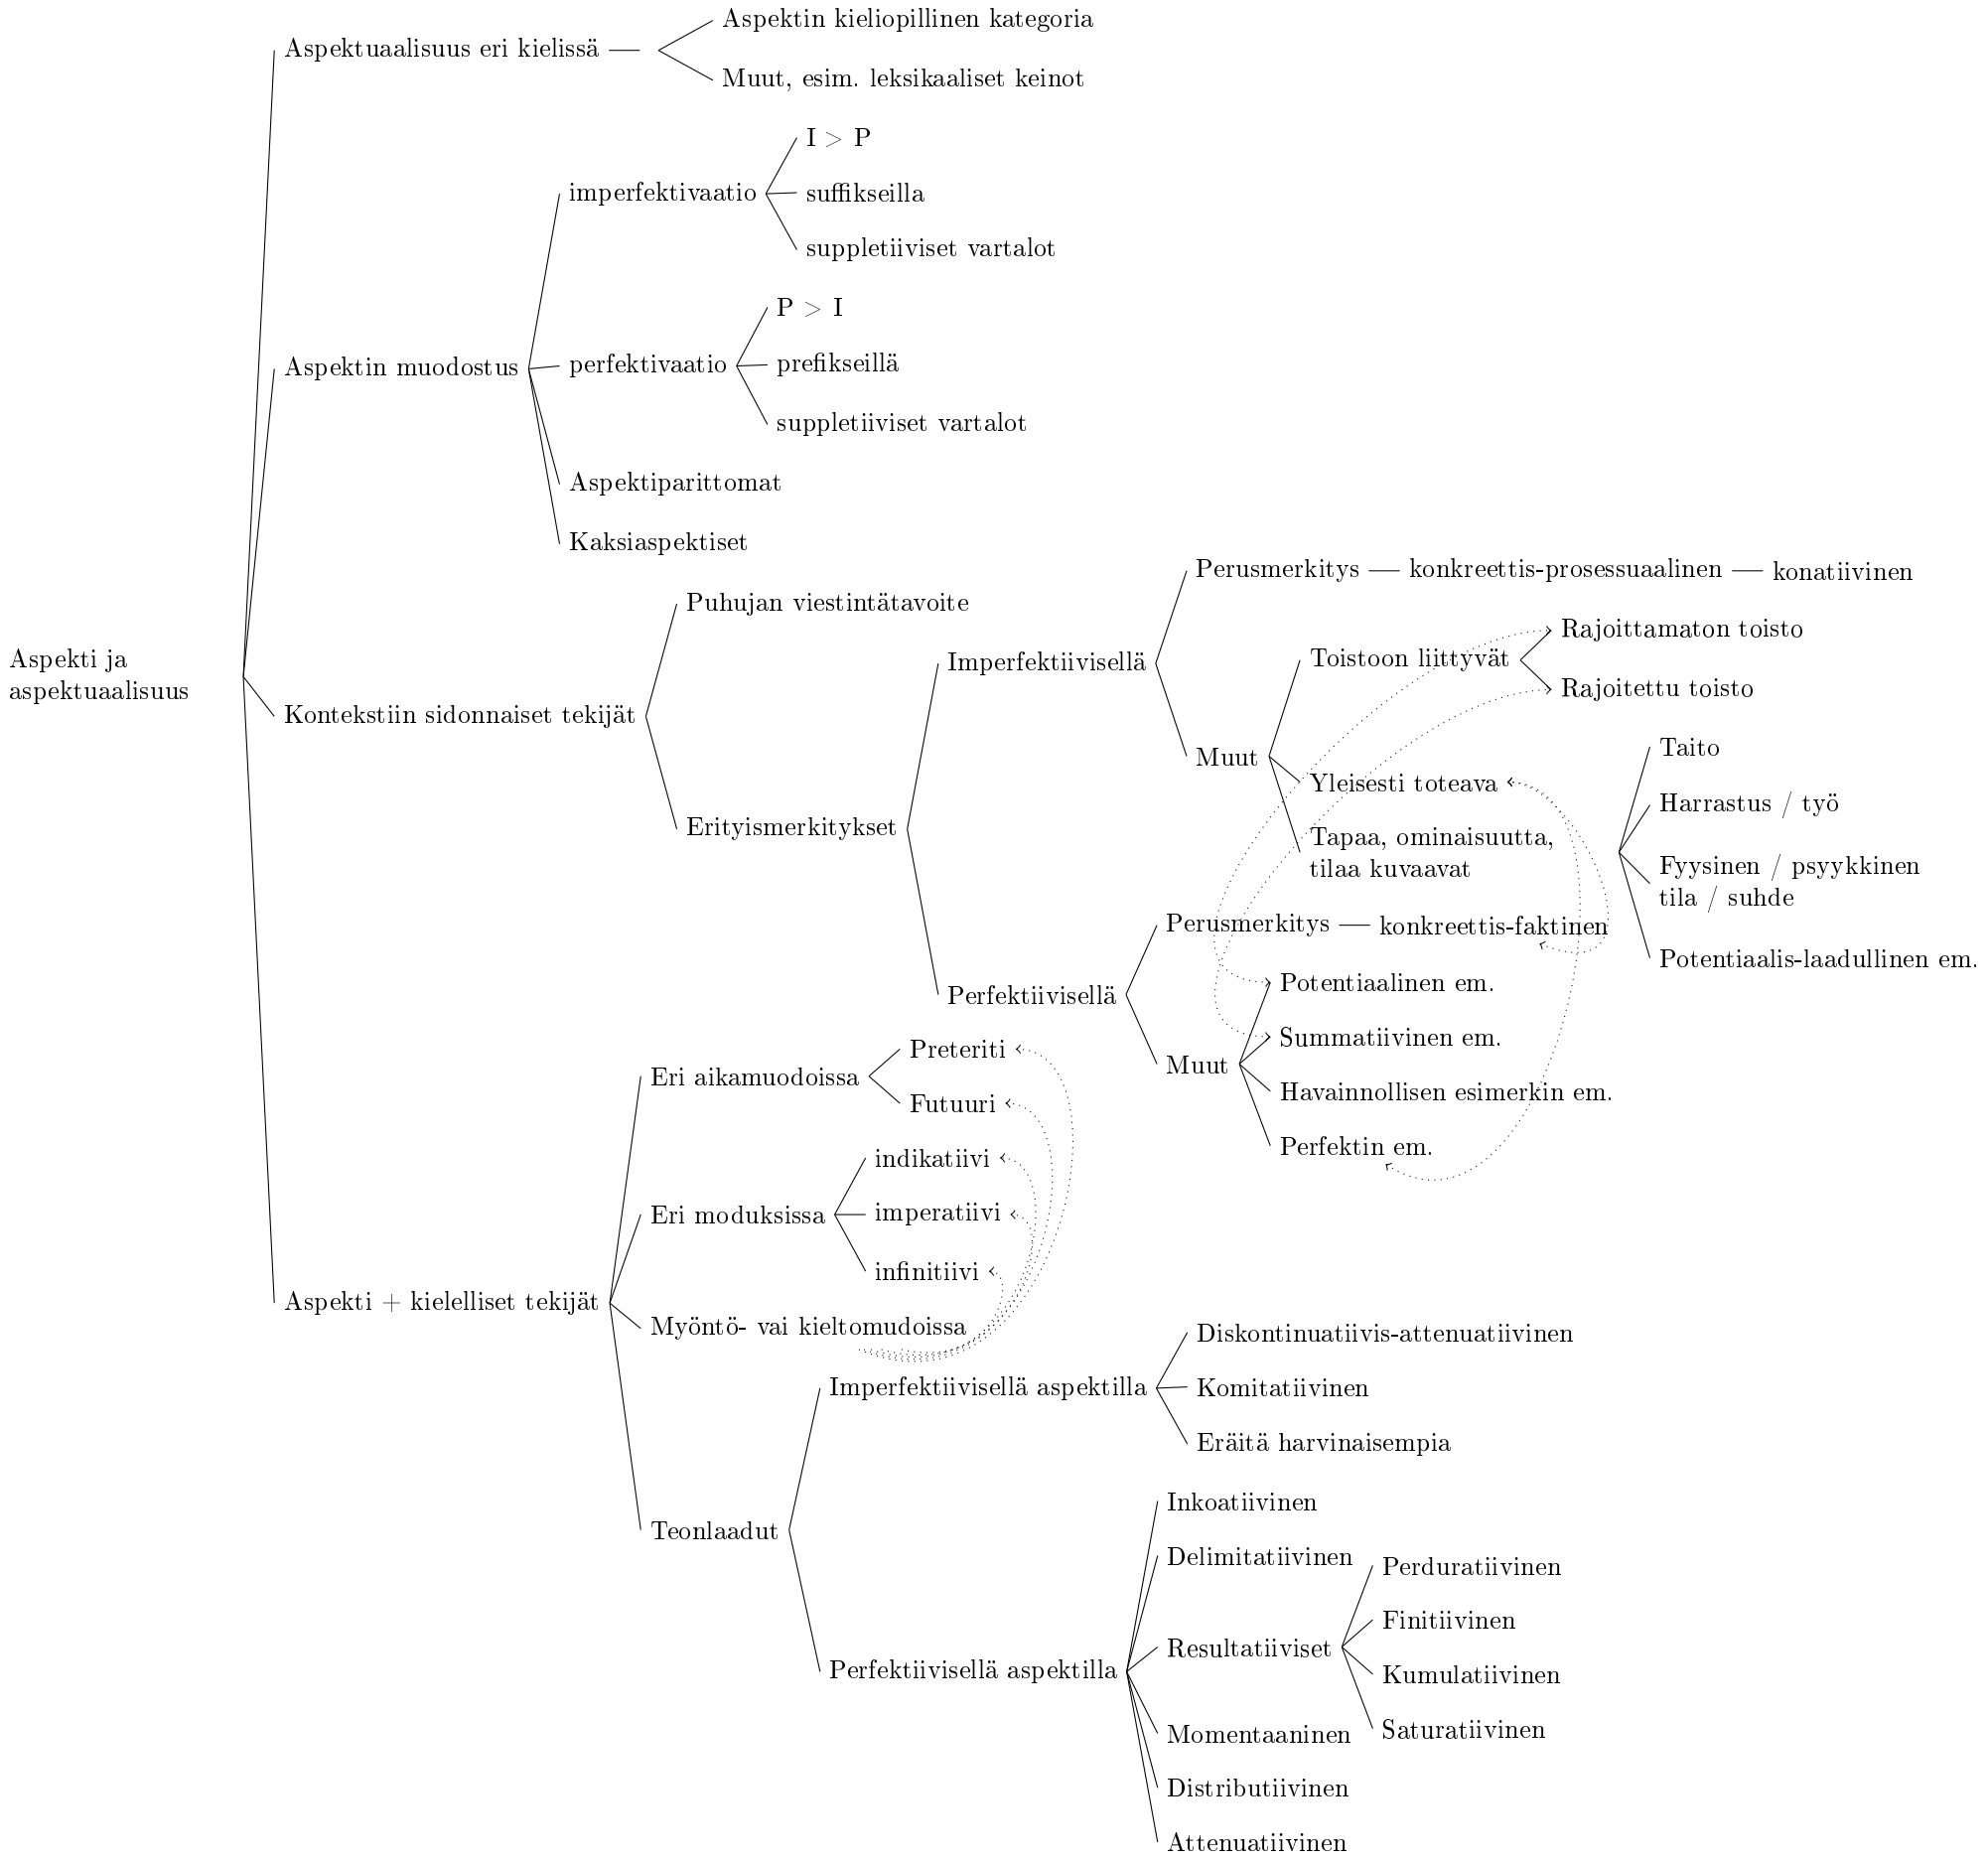 Aspekti ja
aspektuaalisuus
Aspektuaalisuus eri kielissä
Aspektin kieliopillinen kategoria
Muut, esim. leksikaaliset keinot
Aspektin muodostus
imperfektivaatio
I > P
suffikseilla
suppletiiviset vartalot
perfektivaatio
P > I
prefikseillä
suppletiiviset vartalot
Aspektiparittomat
Kaksiaspektiset
Kontekstiin sidonnaiset tekijät
Puhujan viestintätavoite
Erityismerkitykset
Imperfektiivisellä
Perusmerkitys — konkreettis-prosessuaalinen — konatiivinen
Muut
Toistoon liittyvät
Rajoittamaton toisto
Rajoitettu toisto
Yleisesti toteava
Tapaa, ominaisuutta,
tilaa kuvaavat
Taito
Harrastus / työ
Fyysinen / psyykkinen
tila / suhde
Potentiaalis-laadullinen em.
Perfektiivisellä
Perusmerkitys — konkreettis-faktinen
Muut
Potentiaalinen em.
Summatiivinen em.
Havainnollisen esimerkin em.
Perfektin em.
Aspekti + kielelliset tekijät
Eri aikamuodoissa
Preteriti
Futuuri
Eri moduksissa
indikatiivi
imperatiivi
infinitiivi
Myöntö- vai kieltomudoissa
Teonlaadut
Imperfektiivisellä aspektilla
Diskontinuatiivis-attenuatiivinen
Komitatiivinen
Eräitä harvinaisempia
Perfektiivisellä aspektilla
Inkoatiivinen
Delimitatiivinen
Resultatiiviset
Perduratiivinen
Finitiivinen
Kumulatiivinen
Saturatiivinen
Momentaaninen
Distributiivinen
Attenuatiivinen